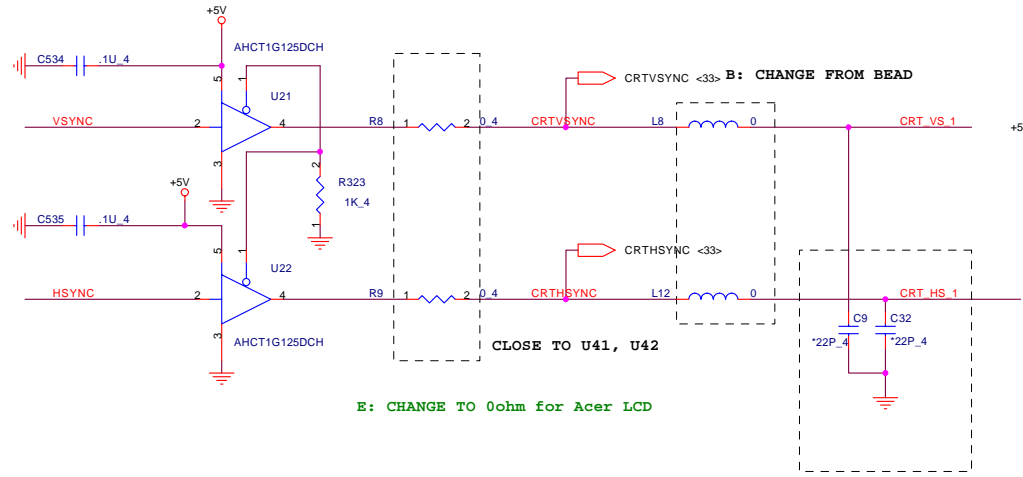 +5V
AHCT1G125DCH
C534 .1U_4
5
1
U21
CRTVSYNC <33>
B: CHANGE FROM BEAD
VSYNC 2 4 R8 1 2 0_4 CRTVSYNC L8 0 CRT_VS_1 +5
3
+5V
2
R323
1K_4
1
C535 .1U_4
5
1
U22
CRTHSYNC <33>
HSYNC 2 4 R9 1 2 0_4 CRTHSYNC L12 0 CRT_HS_1
3
AHCT1G125DCH
CLOSE TO U41, U42
C9 C32
*22P_4 *22P_4
E: CHANGE TO 0ohm for Acer LCD